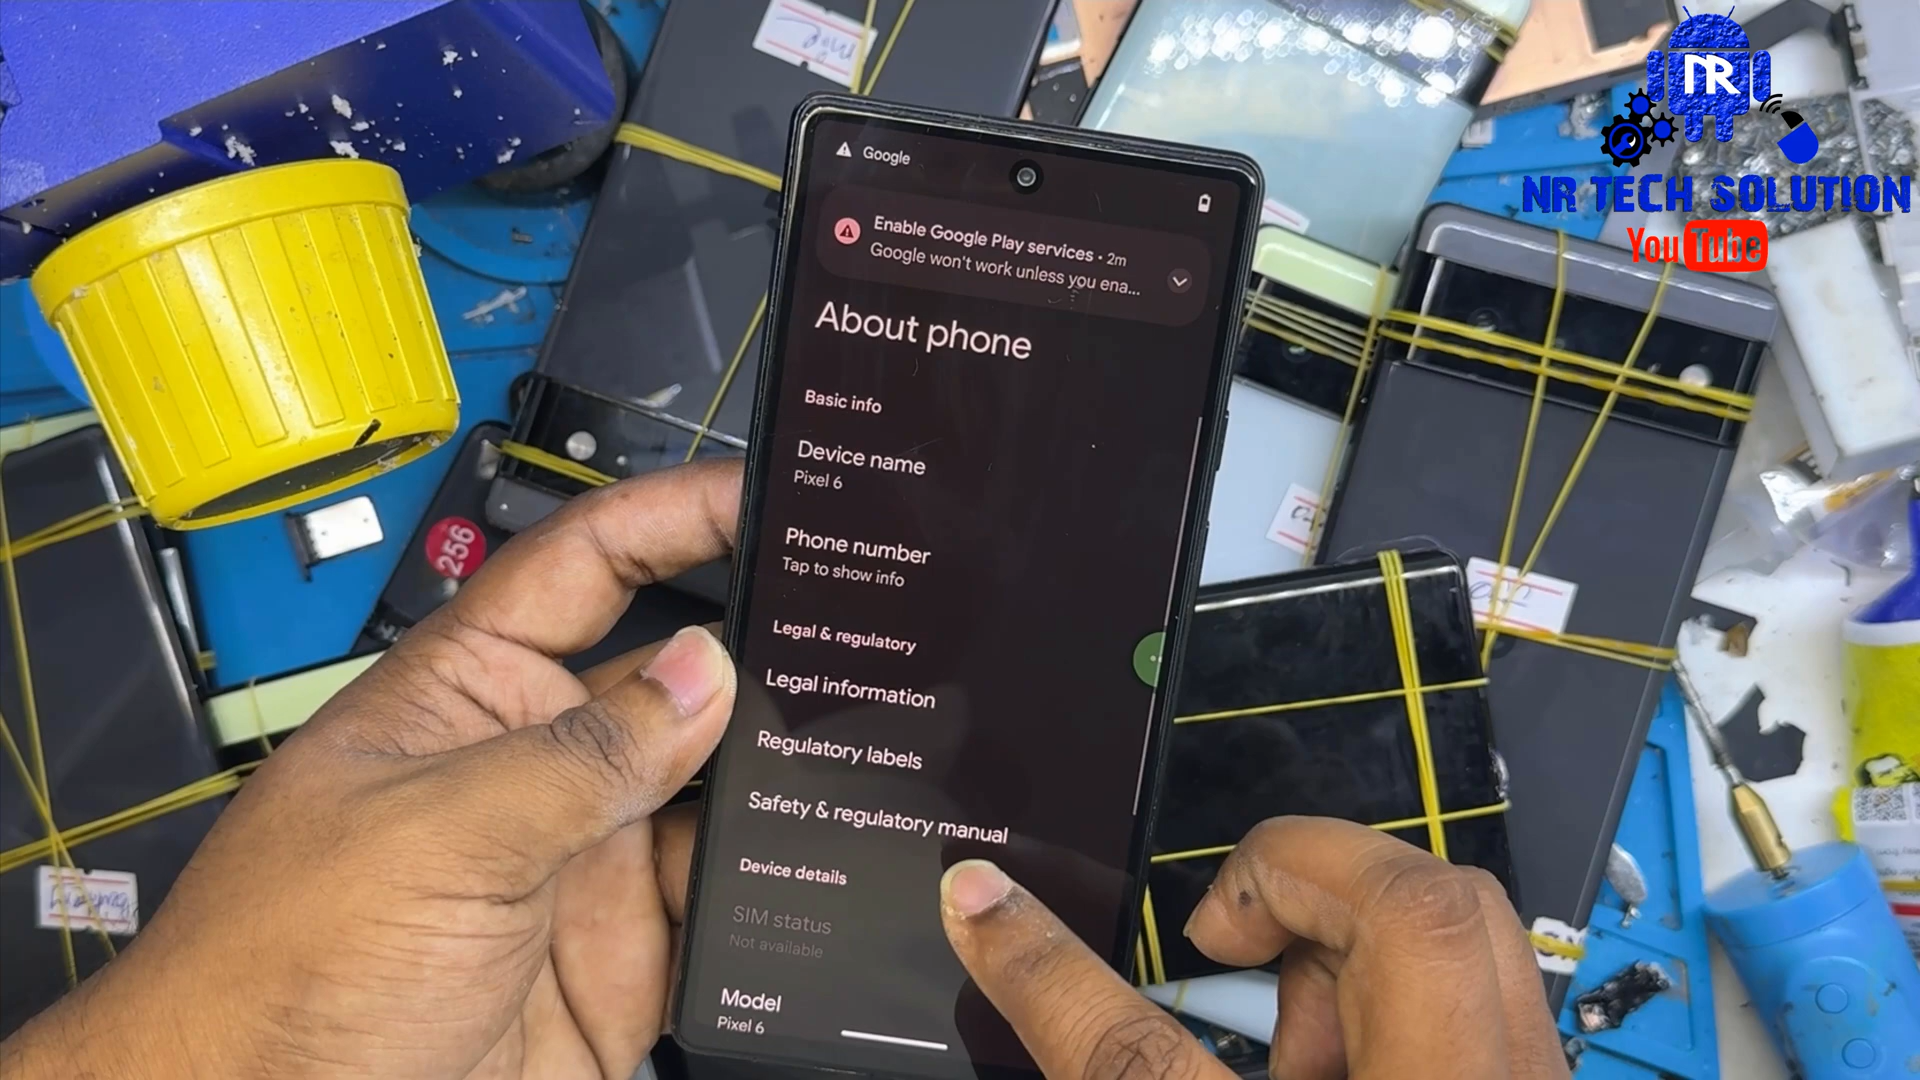 Google
Enable Google Play services • 2m
Google won't work unless you ena...
About phone
Basic info
Device name
Pixel 6
Phone number
Tap to show info
Legal & regulatory
Legal information
Regulatory labels
Safety & regulatory manual
Device details
SIM status
Not available
Model
Pixel 6
256
NR
NR TECH SOLUTION
YouTube